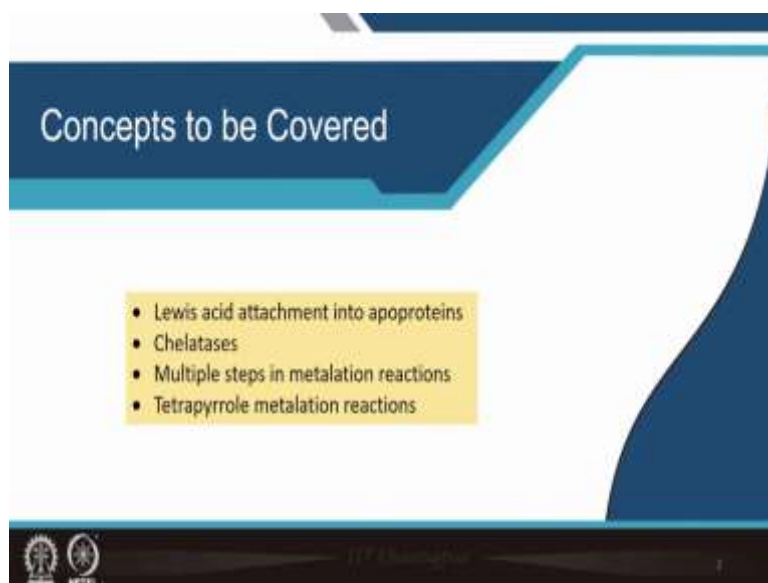 Concepts to be Covered
• Lewis acid attachment into apoproteins
• Chelatases
• Multiple steps in metalation reactions
• Tetrapyrrole metalation reactions